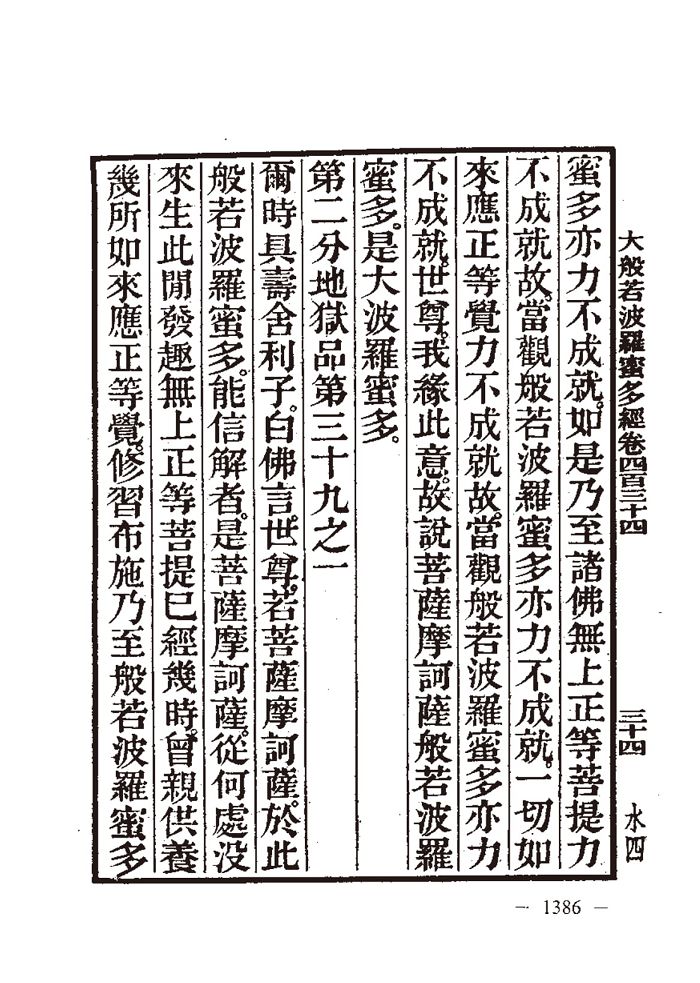 大般若波羅蜜多經卷四百三十四
三十四
水四
蜜多亦力不成就。如是乃至諸佛無上正等菩提力
不成就故。當觀般若波羅蜜多亦力不成就。一切如
來應正等覺力不成就故。當觀般若波羅蜜多亦力
不成就。世尊。我緣此意。故說菩薩摩訶薩般若波羅
蜜多。是大波羅蜜多。
第二分地獄品第三十九之一
爾時具壽舍利子。白佛言。世尊。若菩薩摩訶薩。於此
般若波羅蜜多。能信解者。是菩薩摩訶薩。從何處沒
來生此閒發趣無上正等菩提已經幾時。曾親供養
幾所如來應正等覺。修習布施乃至般若波羅蜜多
— 1386 —